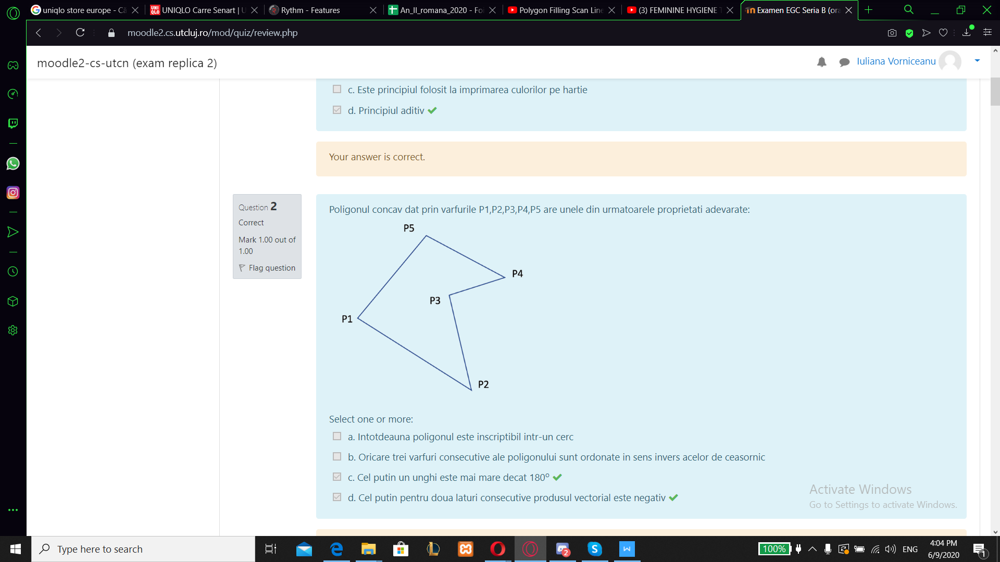 uniqlo store europe - Că
UNIQLO Carre Senart | U
Rythm - Features
An_II_romana_2020 - Foi
Polygon Filling Scan Line
(3) FEMININE HYGIENE T
Examen EGC Seria B (ora
moodle2.cs.utcluj.ro/mod/quiz/review.php
moodle2-cs-utcn (exam replica 2)
Iuliana Vorniceanu
c. Este principiul folosit la imprimarea culorilor pe hartie
d. Principiul aditiv
Your answer is correct.
Question 2
Correct
Mark 1.00 out of
1.00
Flag question
Poligonul concav dat prin varfurile P1,P2,P3,P4,P5 are unele din urmatoarele proprietati adevarate:
P5
P4
P3
P1
P2
Select one or more:
a. Intotdeauna poligonul este inscriptibil intr-un cerc
b. Oricare trei varfuri consecutive ale poligonului sunt ordonate in sens invers acelor de ceasornic
c. Cel putin un unghi este mai mare decat 180º
d. Cel putin pentru doua laturi consecutive produsul vectorial este negativ
Activate Windows
Go to Settings to activate Windows.
Type here to search
2
100%
ENG
4:04 PM
6/9/2020
1